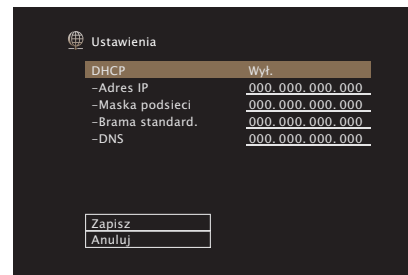 Ustawienia
DHCP Wył.
–Adres IP 000. 000. 000. 000
–Maska podsieci 000. 000. 000. 000
–Brama standard. 000. 000. 000. 000
–DNS 000. 000. 000. 000
Zapisz
Anuluj